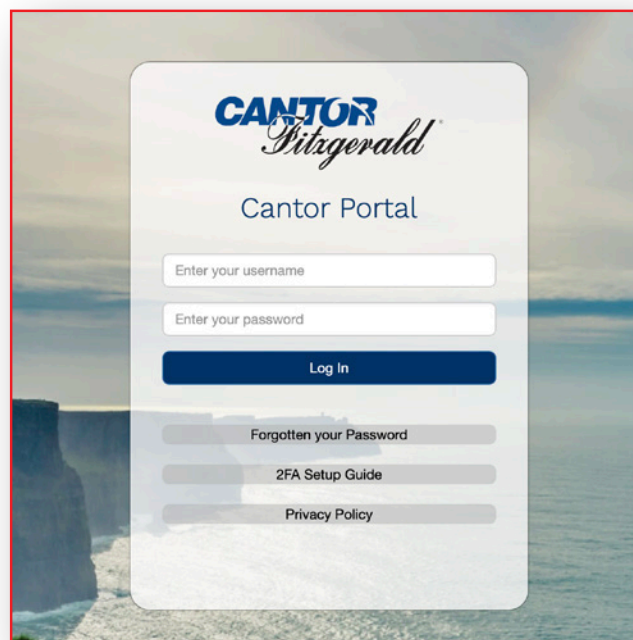 CANTOR
Fitzgerald
Cantor Portal
Enter your username
Enter your password
Log In
Forgotten your Password
2FA Setup Guide
Privacy Policy